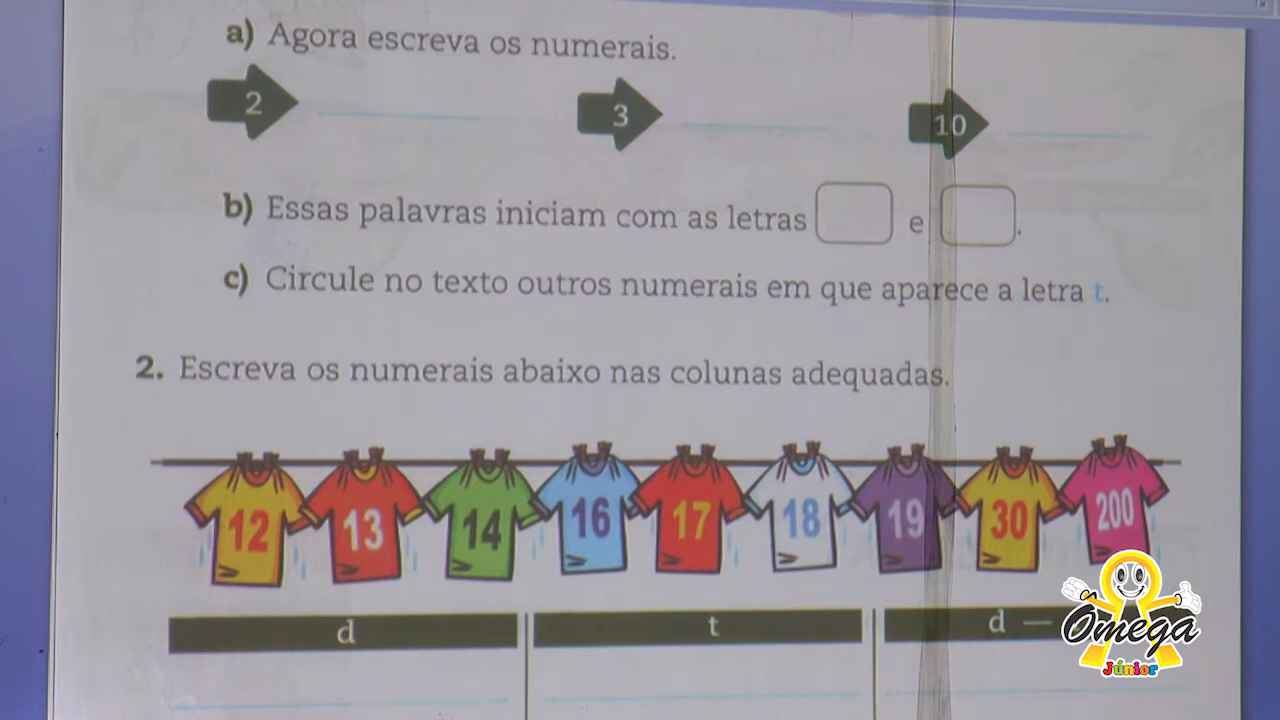 a) Agora escreva os numerais.
2 3 10
b) Essas palavras iniciam com as letras e .
c) Circule no texto outros numerais em que aparece a letra t.
2. Escreva os numerais abaixo nas colunas adequadas.
12 13 14 16 17 18 19 30 200
d t d —
Ômega
Júnior